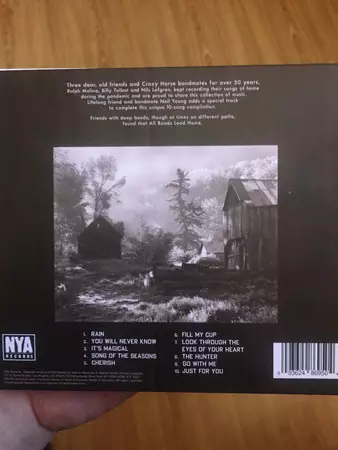 Three dear, old friends and Crazy Horse bandmates for over 50 years,
Ralph Molina, Billy Talbot and Nils Lofgren, kept recording their songs at home
during the pandemic and are proud to share this collection of music.
Lifelong friend and bandmate Neil Young adds a special track
to complete this unique 10-song compilation.
Friends with deep bonds, though at times on different paths,
found that All Roads Lead Home.
1. RAIN
2. YOU WILL NEVER KNOW
3. IT'S MAGICAL
4. SONG OF THE SEASONS
5. CHERISH
6. FILL MY CUP
7. LOOK THROUGH THE
EYES OF YOUR HEART
8. THE HUNTER
9. GO WITH ME
10. JUST FOR YOU
NYA
RECORDS
93624 86950